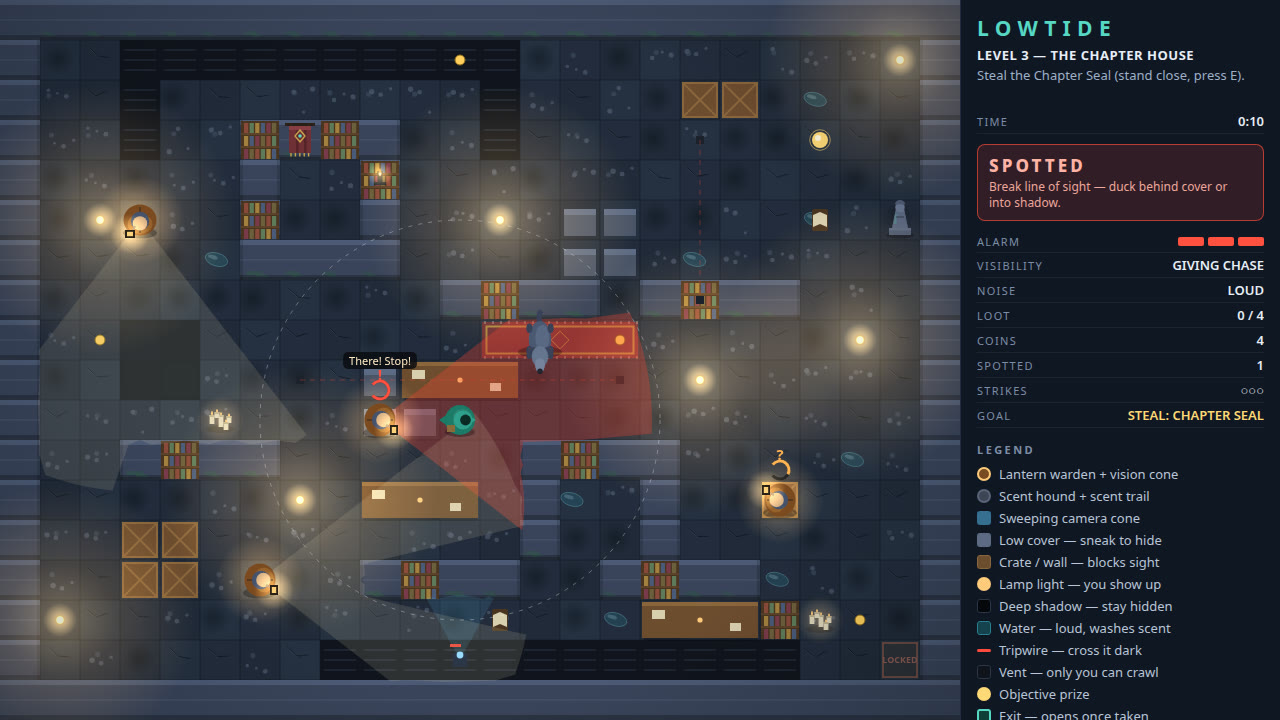 LOWTIDE
LEVEL 3 — THE CHAPTER HOUSE
Steal the Chapter Seal (stand close, press E).
TIME 0:10
SPOTTED
Break line of sight — duck behind cover or
into shadow.
ALARM
VISIBILITY GIVING CHASE
NOISE LOUD
LOOT 0 / 4
COINS 4
SPOTTED 1
STRIKES ○○○
GOAL STEAL: CHAPTER SEAL
LEGEND
Lantern warden + vision cone
Scent hound + scent trail
Sweeping camera cone
Low cover — sneak to hide
Crate / wall — blocks sight
Lamp light — you show up
Deep shadow — stay hidden
Water — loud, washes scent
Tripwire — cross it dark
Vent — only you can crawl
Objective prize
Exit — opens once taken
There! Stop!
?
LOCKED